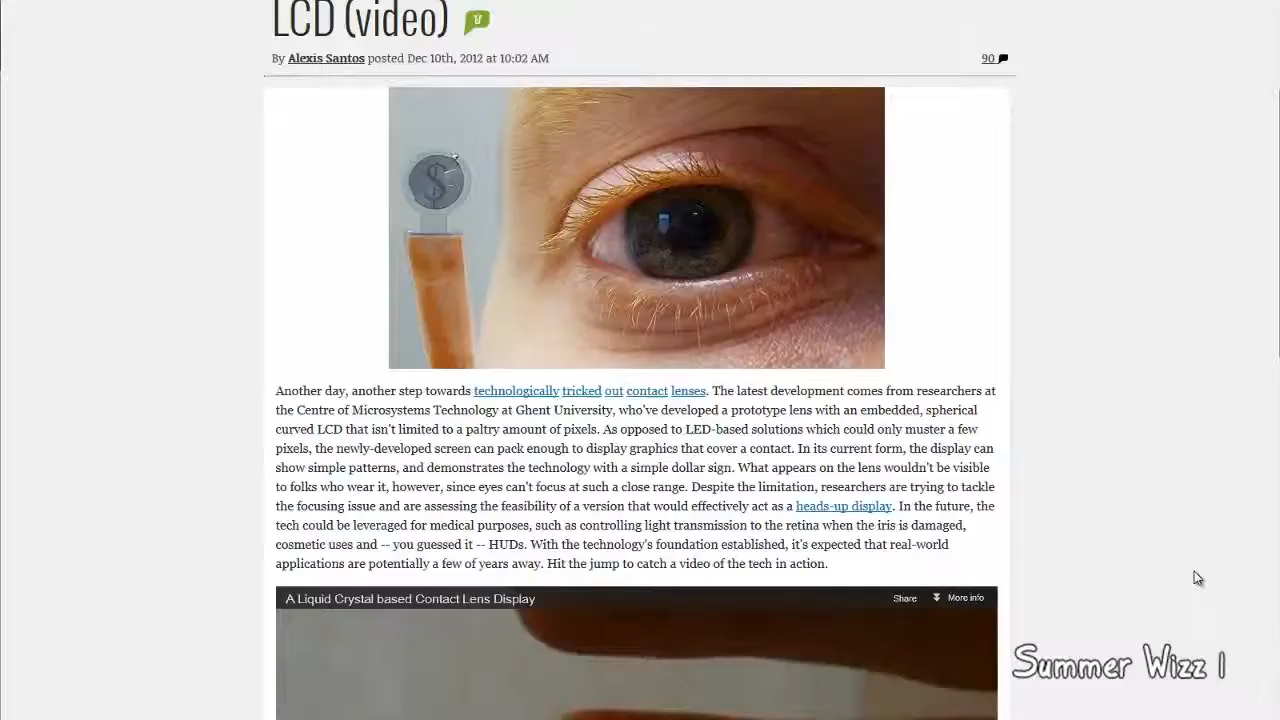 LCD (video)
By Alexis Santos posted Dec 10th, 2012 at 10:02 AM
90
$
Another day, another step towards technologically tricked out contact lenses. The latest development comes from researchers at
the Centre of Microsystems Technology at Ghent University, who've developed a prototype lens with an embedded, spherical
curved LCD that isn't limited to a paltry amount of pixels. As opposed to LED-based solutions which could only muster a few
pixels, the newly-developed screen can pack enough to display graphics that cover a contact. In its current form, the display can
show simple patterns, and demonstrates the technology with a simple dollar sign. What appears on the lens wouldn't be visible
to folks who wear it, however, since eyes can't focus at such a close range. Despite the limitation, researchers are trying to tackle
the focusing issue and are assessing the feasibility of a version that would effectively act as a heads-up display. In the future, the
tech could be leveraged for medical purposes, such as controlling light transmission to the retina when the iris is damaged,
cosmetic uses and -- you guessed it -- HUDs. With the technology's foundation established, it's expected that real-world
applications are potentially a few of years away. Hit the jump to catch a video of the tech in action.
A Liquid Crystal based Contact Lens Display
Share More info
Summer Wizz 1